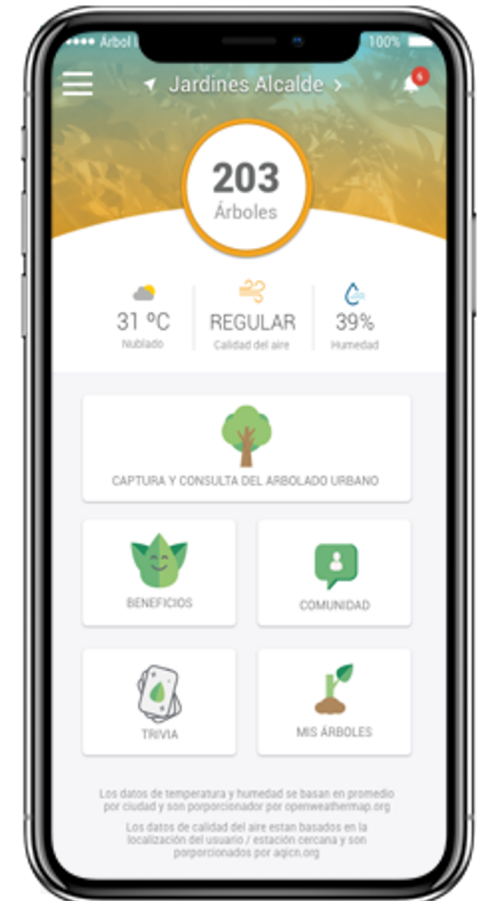 Árbol
100%
Jardines Alcalde
6
203
Árboles
31 ºC
REGULAR
39%
Nublado
Calidad del aire
Humedad
CAPTURA Y CONSULTA DEL ARBOLADO URBANO
BENEFICIOS
COMUNIDAD
TRIVIA
MIS ÁRBOLES
Los datos de temperatura y humedad se basan en promedio
por ciudad y son porporcionador por openweathermap.org
Los datos de calidad del aire estan basados en la
localización del usuario / estación cercana y son
porporcionados por aqicn.org